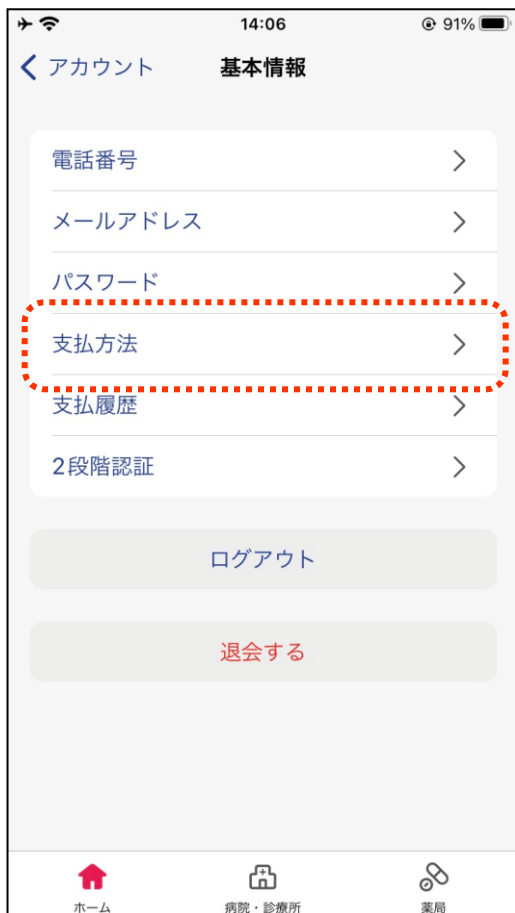 14:06
91%
アカウント 基本情報
電話番号
メールアドレス
パスワード
支払方法
支払履歴
2段階認証
ログアウト
退会する
ホーム 病院・診療所 薬局